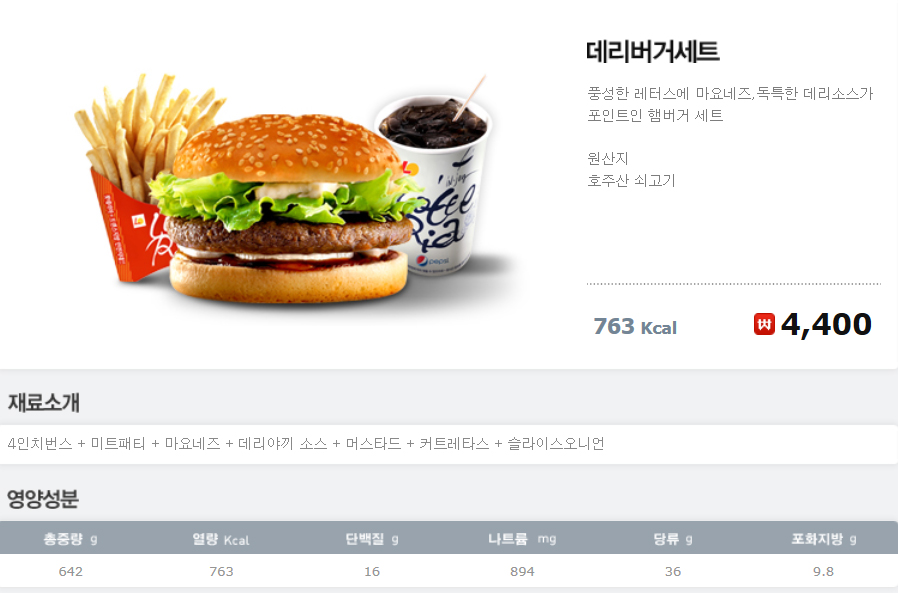 데리버거세트
풍성한 레터스에 마요네즈,독특한 데리소스가
포인트인 햄버거 세트
원산지
호주산 쇠고기
763 Kcal
₩ 4,400
pepsi
재료소개
4인치번스 + 미트패티 + 마요네즈 + 데리야끼 소스 + 머스타드 + 커트레타스 + 슬라이스오니언
영양성분
총중량 g 열량 Kcal 단백질 g 나트륨 mg 당류 g 포화지방 g
642 763 16 894 36 9.8